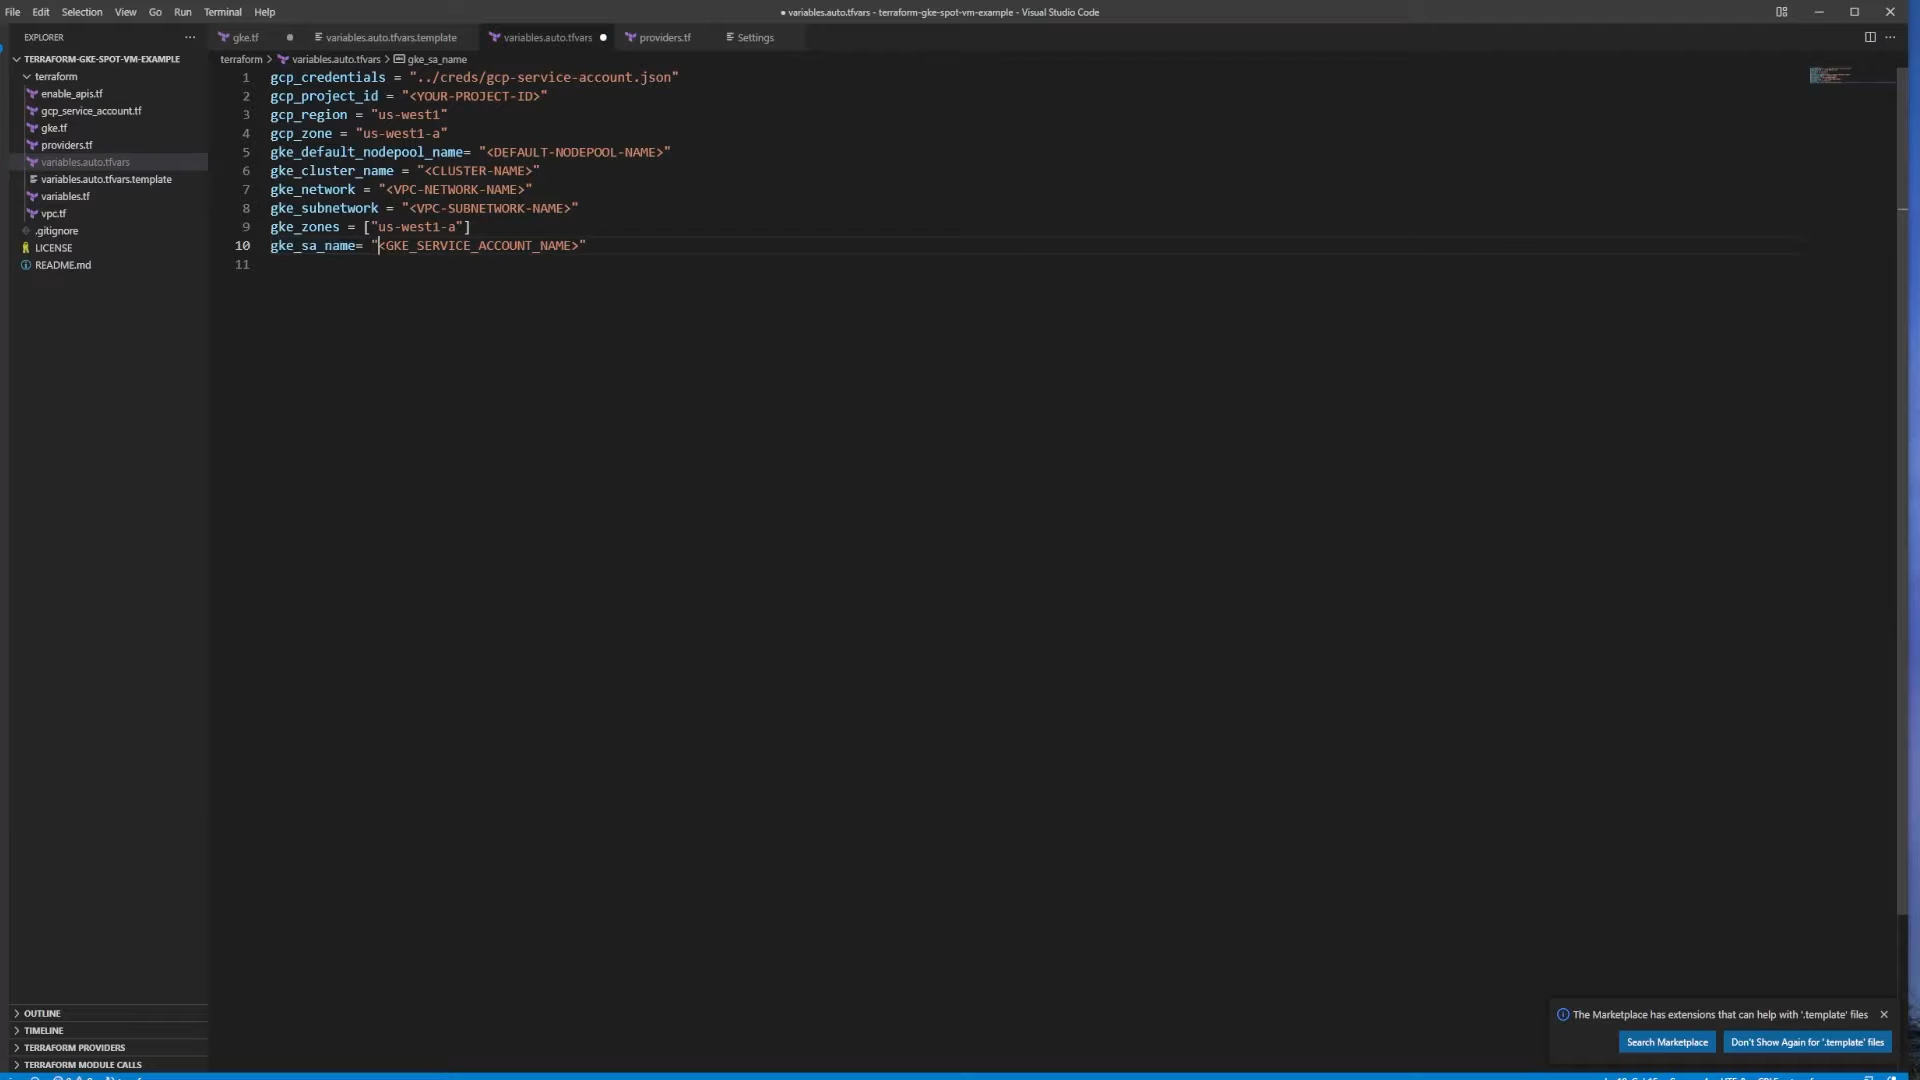 File Edit Selection View Go Run Terminal Help
● variables.auto.tfvars - terraform-gke-spot-vm-example - Visual Studio Code
EXPLORER
gke.tf
variables.auto.tfvars.template
variables.auto.tfvars
providers.tf
Settings
TERRAFORM-GKE-SPOT-VM-EXAMPLE
terraform
enable_apis.tf
gcp_service_account.tf
gke.tf
providers.tf
variables.auto.tfvars
variables.auto.tfvars.template
variables.tf
vpc.tf
.gitignore
LICENSE
README.md
terraform > variables.auto.tfvars > gke_sa_name
1 gcp_credentials = "../creds/gcp-service-account.json"
2 gcp_project_id = "<YOUR-PROJECT-ID>"
3 gcp_region = "us-west1"
4 gcp_zone = "us-west1-a"
5 gke_default_nodepool_name= "<DEFAULT-NODEPOOL-NAME>"
6 gke_cluster_name = "<CLUSTER-NAME>"
7 gke_network = "<VPC-NETWORK-NAME>"
8 gke_subnetwork = "<VPC-SUBNETWORK-NAME>"
9 gke_zones = ["us-west1-a"]
10 gke_sa_name= "<GKE_SERVICE_ACCOUNT_NAME>"
11
OUTLINE
TIMELINE
TERRAFORM PROVIDERS
TERRAFORM MODULE CALLS
The Marketplace has extensions that can help with '.template' files
Search Marketplace
Don't Show Again for '.template' files